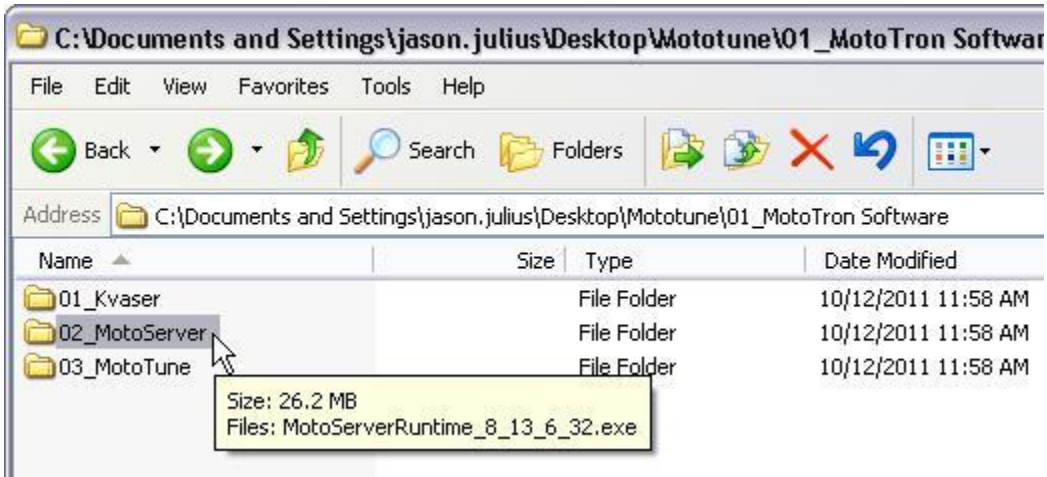 C:\Documents and Settings\jason.julius\Desktop\Mototune\01_MotoTron Softwar
File Edit View Favorites Tools Help
Back Search Folders
Address C:\Documents and Settings\jason.julius\Desktop\Mototune\01_MotoTron Software
Name Size Type Date Modified
01_Kvaser File Folder 10/12/2011 11:58 AM
02_MotoServer File Folder 10/12/2011 11:58 AM
03_MotoTune File Folder 10/12/2011 11:58 AM
Size: 26.2 MB
Files: MotoServerRuntime_8_13_6_32.exe